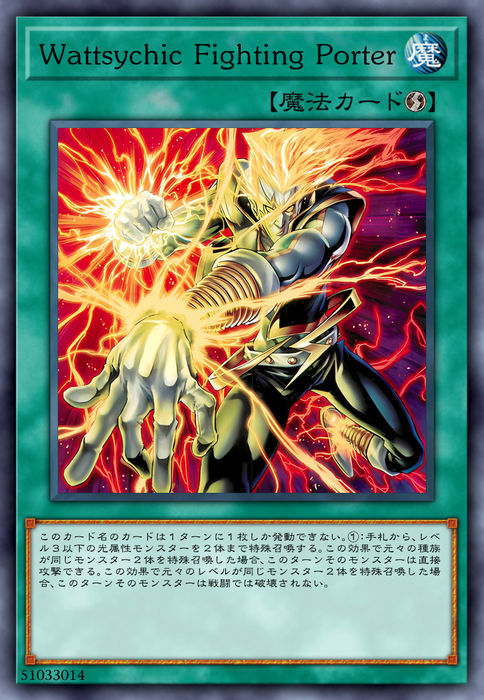 Wattsychic Fighting Porter 魔
【魔法カード】
このカード名のカードは1ターンに1枚しか発動できない。①:手札から、レベ
ル3以下の光属性モンスターを2体まで特殊召喚する。この効果で元々の種族
が同じモンスター2体を特殊召喚した場合、このターンそのモンスターは直接
攻撃できる。この効果で元々のレベルが同じモンスター2体を特殊召喚した場
合、このターンそのモンスターは戦闘では破壊されない。
51033014